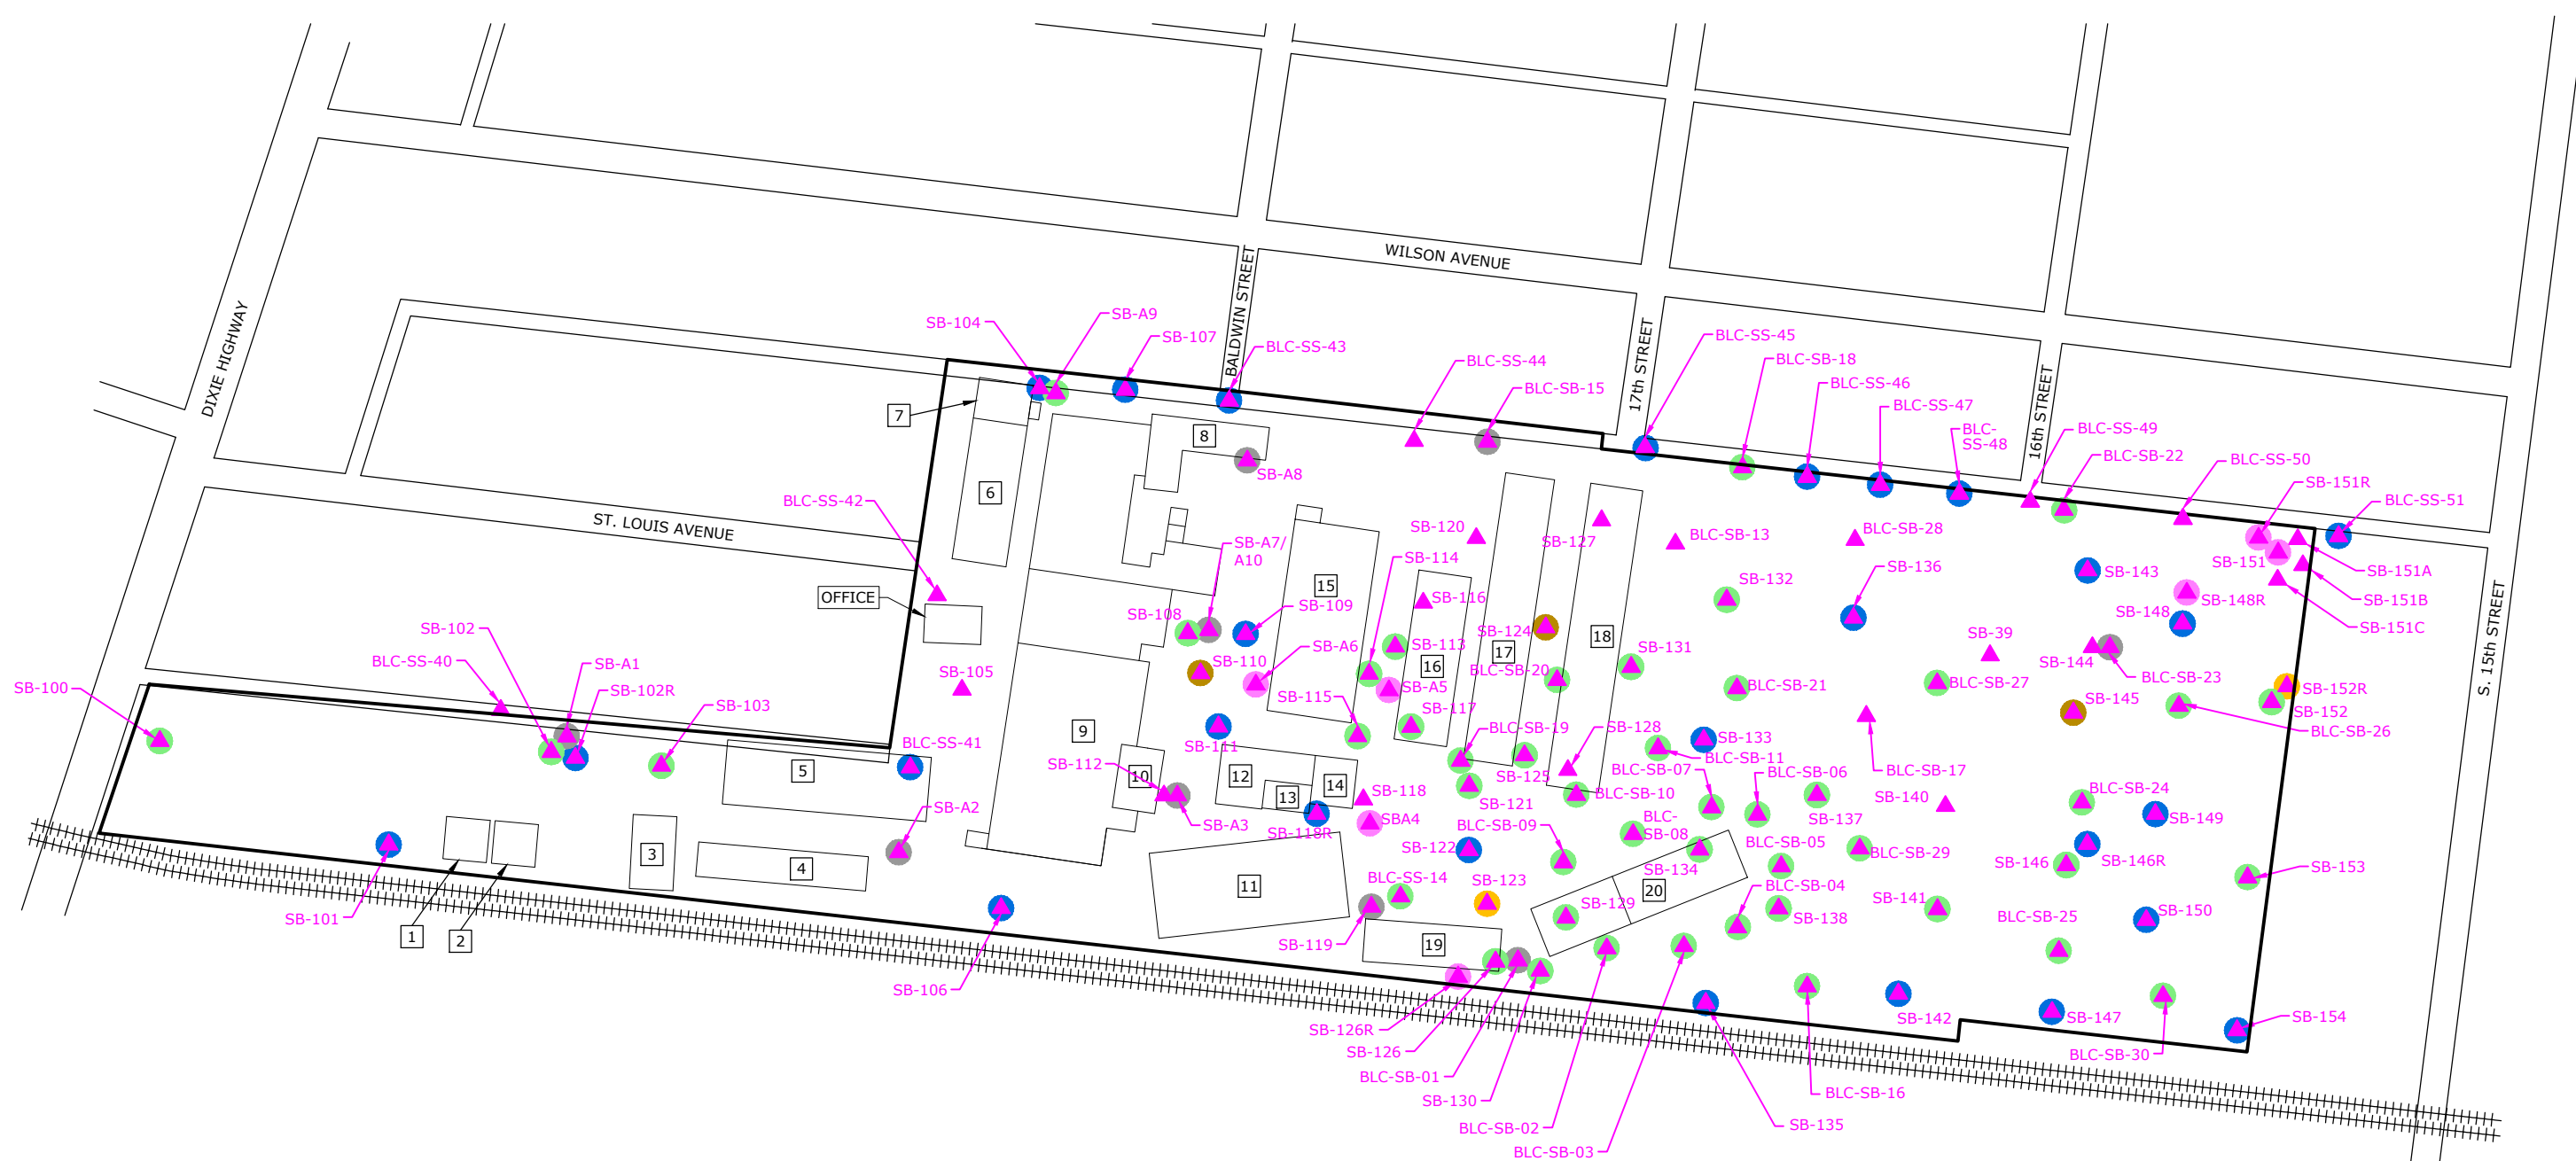 WILSON AVENUE
BALDWIN STREET
DIXIE HIGHWAY
17th STREET
16th STREET
S. 15th STREET
ST. LOUIS AVENUE
SB-104
SB-A9
SB-107
BLC-SS-43
BLC-SS-44
BLC-SB-15
BLC-SS-45
BLC-SB-18
BLC-SS-46
BLC-SS-47
BLC-
SS-48
BLC-SS-49
BLC-SB-22
BLC-SS-50
SB-151R
BLC-SS-51
7
8
SB-A8
6
BLC-SS-42
SB-120
SB-127
BLC-SB-13
BLC-SB-28
SB-A7/
A10
SB-114
SB-136
SB-143
SB-151
SB-151A
SB-151B
SB-151C
SB-148R
SB-148
SB-132
OFFICE
15
SB-116
SB-108
SB-109
SB-102
SB-A6
SB-113
SB-124
18
SB-39
BLC-SS-40
SB-A1
SB-110
16
17
SB-131
SB-144
SB-100
SB-102R
SB-105
SB-A5
BLC-SB-20
BLC-SB-21
BLC-SB-27
BLC-SB-23
SB-152R
SB-103
SB-115
SB-117
SB-145
SB-152
BLC-SB-26
9
BLC-SB-19
SB-128
BLC-SS-41
SB-111
SB-133
5
SB-112
10
12
14
13
SB-125
BLC-SB-11
BLC-SB-07
BLC-SB-06
BLC-SB-17
SB-118
SB-121
BLC-SB-10
SB-140
BLC-SB-24
SB-A2
SB-A3
SB-118R
SBA4
BLC-SB-09
BLC-
SB-08
SB-137
SB-149
3
4
SB-122
BLC-SB-05
BLC-SB-29
SB-146
SB-146R
SB-153
11
BLC-SS-14
SB-123
SB-134
20
BLC-SB-04
SB-101
1
2
SB-129
SB-138
SB-141
BLC-SB-25
SB-150
SB-119
19
SB-106
SB-126R
SB-126
BLC-SB-01
SB-130
BLC-SB-02
BLC-SB-03
SB-135
BLC-SB-16
SB-142
SB-147
BLC-SB-30
SB-154